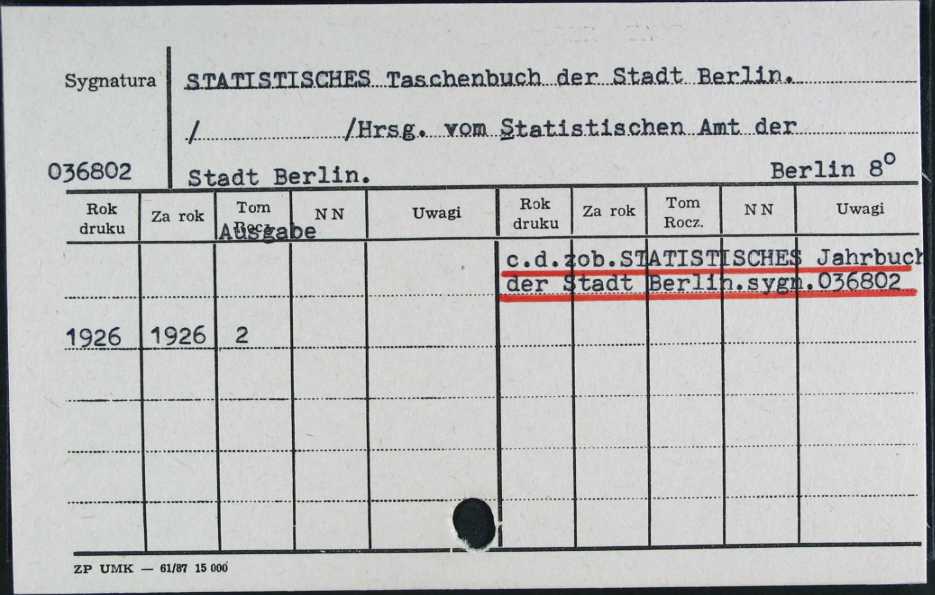 Sygnatura STATISTISCHES Taschenbuch der Stadt Berlin.
/ /Hrsg. vom Statistischen Amt der
036802 Stadt Berlin. Berlin 8°
Rok druku Za rok Tom Rocz. NN Uwagi Rok druku Za rok Tom Rocz. NN Uwagi
Ausgabe
c.d.zob.STATISTISCHES Jahrbuch
der Stadt Berlin.sygn.036802
1926 1926 2
ZP UMK — 61/87 15 000